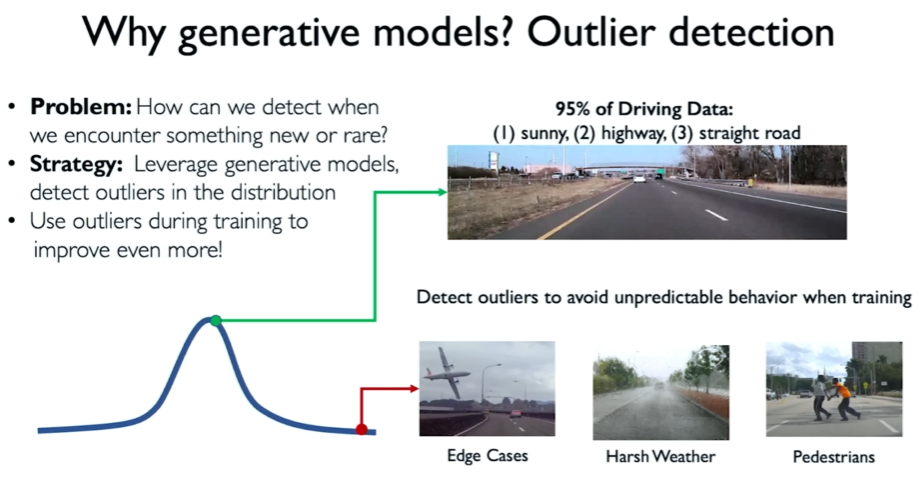 Why generative models? Outlier detection
• Problem: How can we detect when
we encounter something new or rare?
• Strategy: Leverage generative models,
detect outliers in the distribution
• Use outliers during training to
improve even more!
95% of Driving Data:
(1) sunny, (2) highway, (3) straight road
Detect outliers to avoid unpredictable behavior when training
Edge Cases
Harsh Weather
Pedestrians